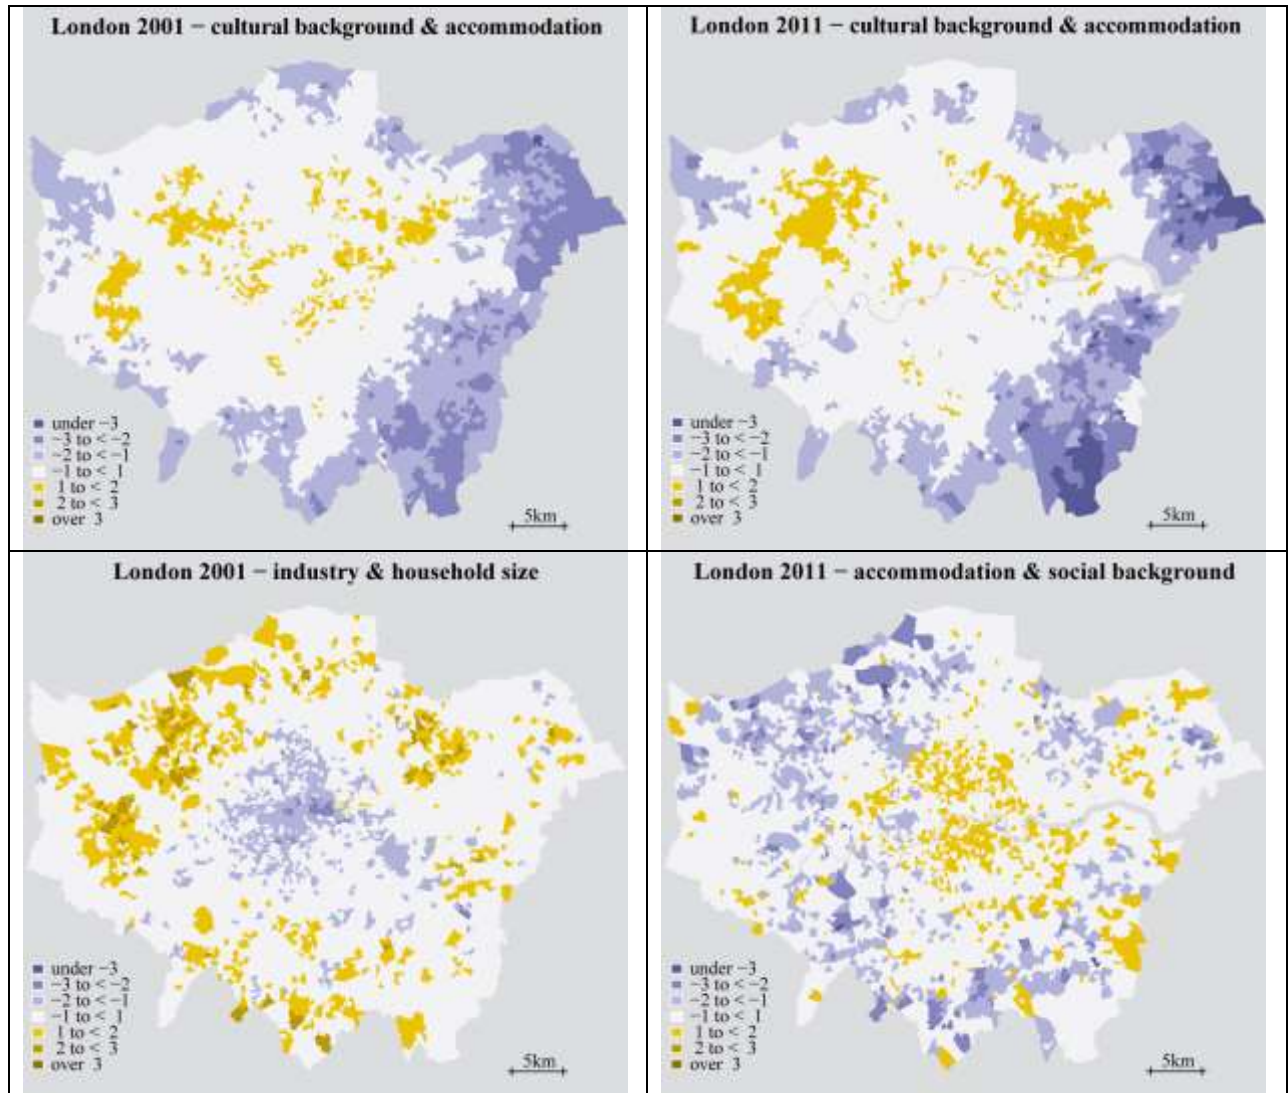 London 2001 − cultural background & accommodation
under −3
−3 to < −2
−2 to < −1
−1 to < 1
1 to < 2
2 to < 3
over 3
5km
London 2011 − cultural background & accommodation
under −3
−3 to < −2
−2 to < −1
−1 to < 1
1 to < 2
2 to < 3
over 3
5km
London 2001 − industry & household size
under −3
−3 to < −2
−2 to < −1
−1 to < 1
1 to < 2
2 to < 3
over 3
5km
London 2011 − accommodation & social background
under −3
−3 to < −2
−2 to < −1
−1 to < 1
1 to < 2
2 to < 3
over 3
5km